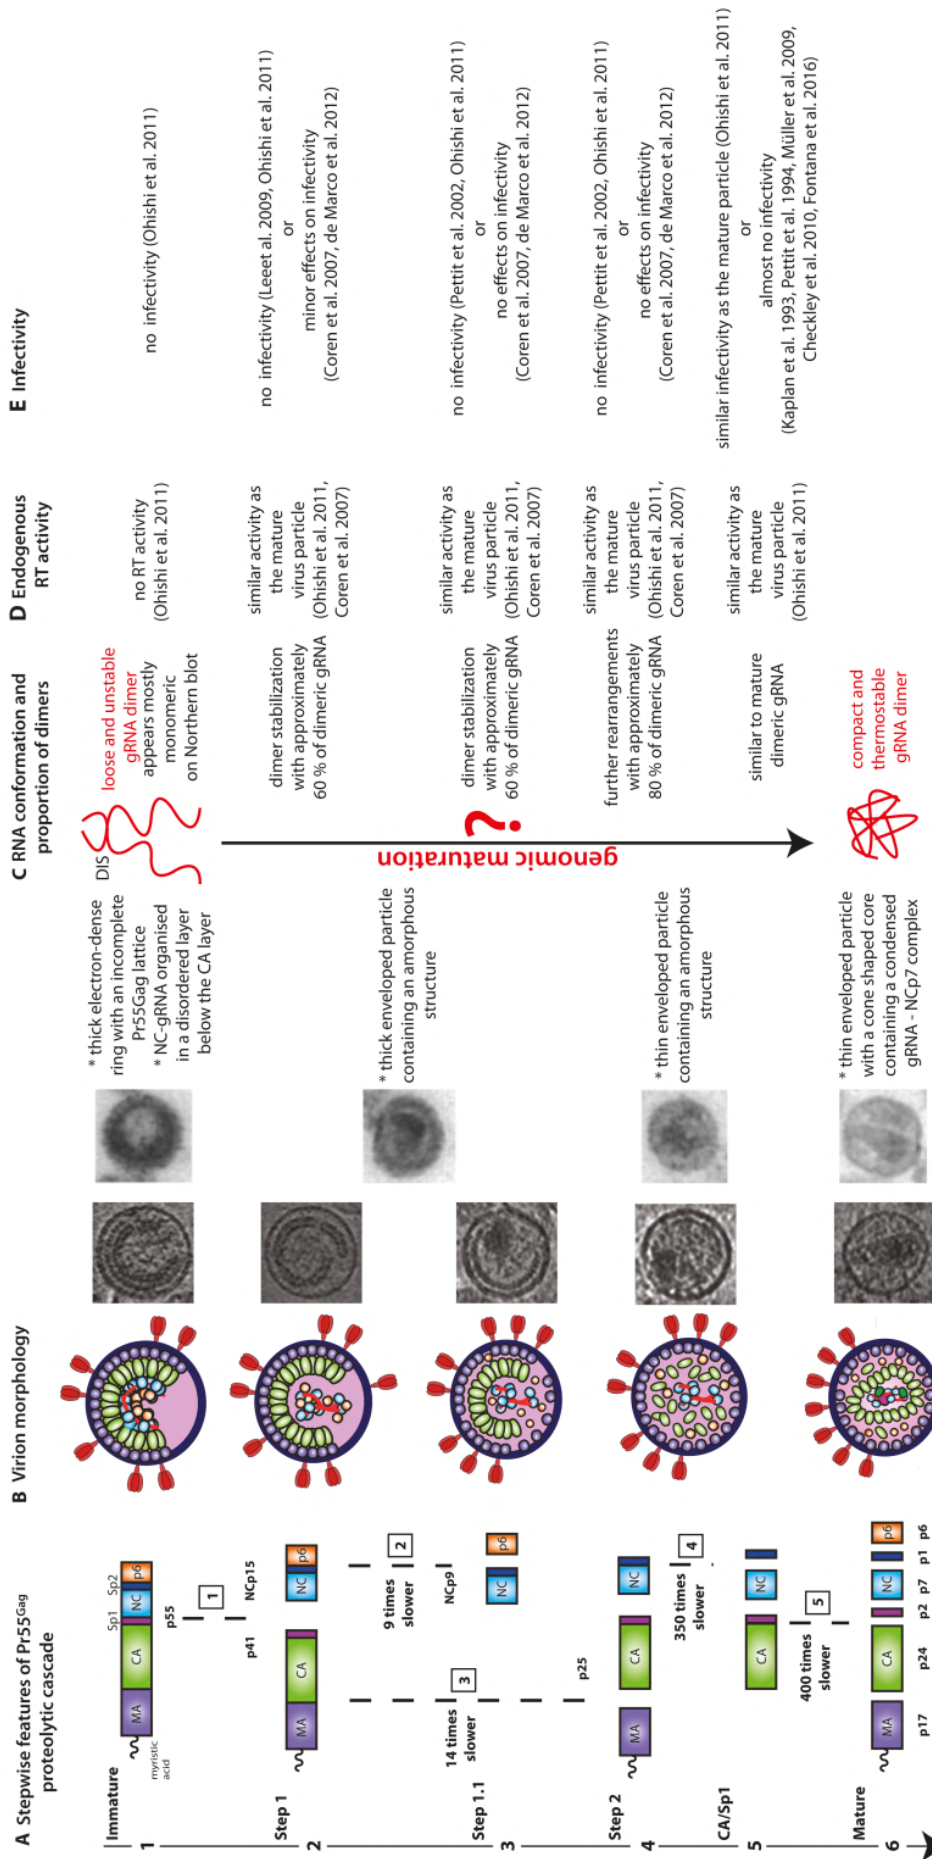 A Stepwise features of Pr55Gag
proteolytic cascade
Immature
1
Step 1
2
Step 1.1
3
Step 2
4
CA/Sp1
5
Mature
6
myristic
acid
MA
CA
Sp1
NC
Sp2
p6
p55
1
p41
NCp15
MA
CA
NC
p6
9 times
slower
2
14 times
slower
3
NCp9
NC
p6
p25
MA
CA
NC
350 times
slower
4
CA
NC
400 times
slower
5
MA
CA
NC
p6
p17
p24
p2
p7
p1
p6
B Virion morphology
* thick electron-dense
ring with an incomplete
Pr55Gag lattice
* NC-gRNA organised
in a disordered layer
below the CA layer
* thick enveloped particle
containing an amorphous
structure
* thin enveloped particle
containing an amorphous
structure
* thin enveloped particle
with a cone shaped core
containing a condensed
gRNA - NCp7 complex
C RNA conformation and
proportion of dimers
DIS
loose and unstable
gRNA dimer
appears mostly
monomeric
on Northern blot
genomic maturation
?
dimer stabilization
with approximately
60 % of dimeric gRNA
dimer stabilization
with approximately
60 % of dimeric gRNA
further rearrangements
with approximately
80 % of dimeric gRNA
similar to mature
dimeric gRNA
compact and
thermostable
gRNA dimer
D Endogenous
RT activity
no RT activity
(Ohishi et al. 2011)
similar activity as
the mature
virus particle
(Ohishi et al. 2011,
Coren et al. 2007)
similar activity as
the mature
virus particle
(Ohishi et al. 2011,
Coren et al. 2007)
similar activity as
the mature
virus particle
(Ohishi et al. 2011,
Coren et al. 2007)
similar activity as
the mature
virus particle
(Ohishi et al. 2011)
E Infectivity
no infectivity (Ohishi et al. 2011)
no infectivity (Leeet al. 2009, Ohishi et al. 2011)
or
minor effects on infectivity
(Coren et al. 2007, de Marco et al. 2012)
no infectivity (Pettit et al. 2002, Ohishi et al. 2011)
or
no effects on infectivity
(Coren et al. 2007, de Marco et al. 2012)
no infectivity (Pettit et al. 2002, Ohishi et al. 2011)
or
no effects on infectivity
(Coren et al. 2007, de Marco et al. 2012)
similar infectivity as the mature particle (Ohishi et al. 2011)
or
almost no infectivity
(Kaplan et al. 1993, Pettit et al. 1994, Müller et al. 2009,
Checkley et al. 2010, Fontana et al. 2016)